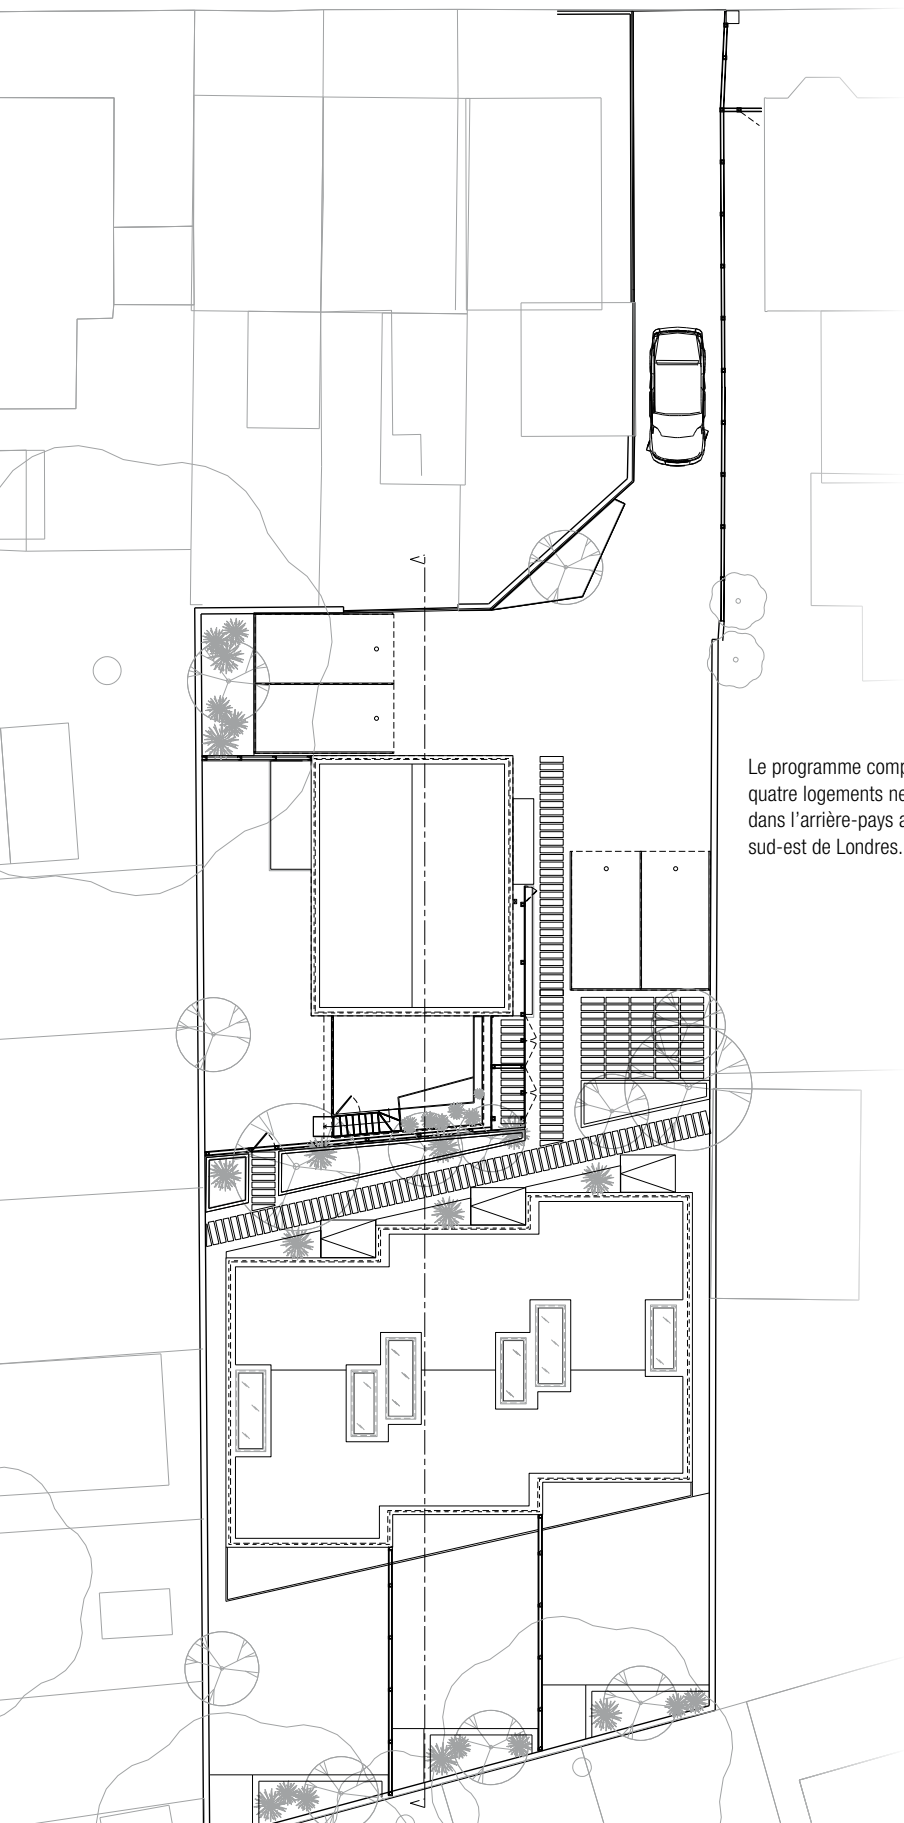 A
Le programme comp
quatre logements ne
dans l'arrière-pays a
sud-est de Londres.
A